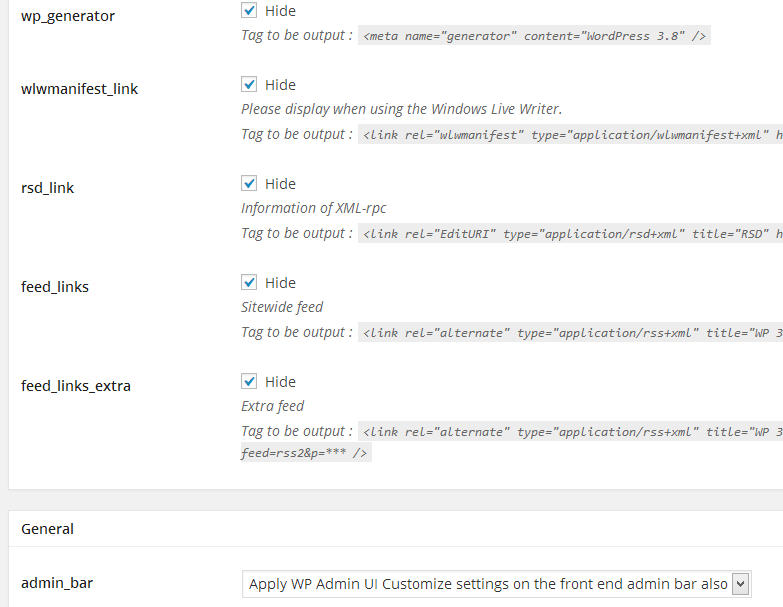 wp_generator
Hide
Tag to be output : <meta name="generator" content="WordPress 3.8" />
wlwmanifest_link
Hide
Please display when using the Windows Live Writer.
Tag to be output : <link rel="wlwmanifest" type="application/wlwmanifest+xml" h
rsd_link
Hide
Information of XML-rpc
Tag to be output : <link rel="EditURI" type="application/rsd+xml" title="RSD" h
feed_links
Hide
Sitewide feed
Tag to be output : <link rel="alternate" type="application/rss+xml" title="WP 3
feed_links_extra
Hide
Extra feed
Tag to be output : <link rel="alternate" type="application/rss+xml" title="WP 3
feed=rss2&p=*** />
General
admin_bar
Apply WP Admin UI Customize settings on the front end admin bar also